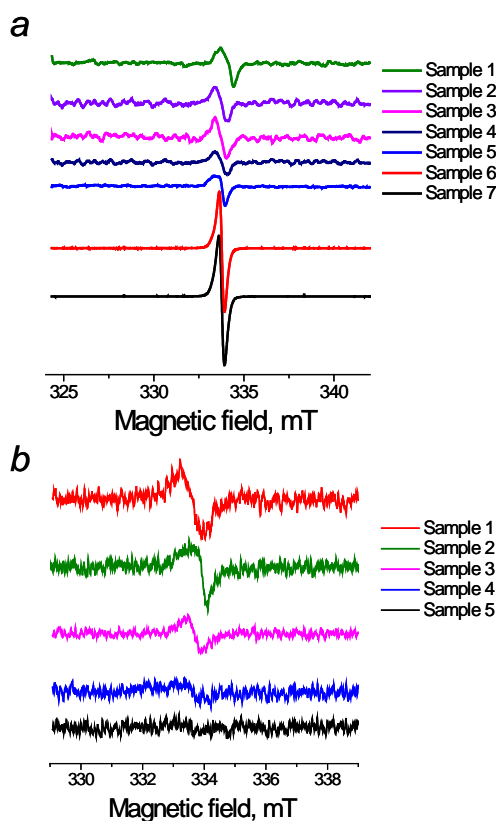 a
Sample 1
Sample 2
Sample 3
Sample 4
Sample 5
Sample 6
Sample 7
325 330 335 340
Magnetic field, mT
b
Sample 1
Sample 2
Sample 3
Sample 4
Sample 5
330 332 334 336 338
Magnetic field, mT